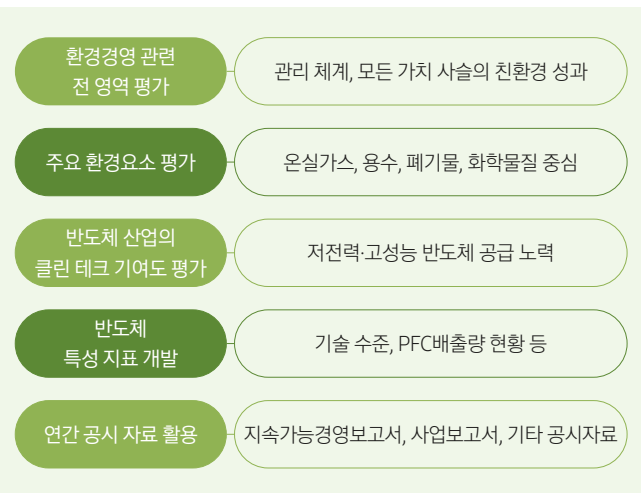 환경경영 관련
전 영역 평가
관리 체계, 모든 가치 사슬의 친환경 성과
주요 환경요소 평가
온실가스, 용수, 폐기물, 화학물질 중심
반도체 산업의
클린 테크 기여도 평가
저전력·고성능 반도체 공급 노력
반도체
특성 지표 개발
기술 수준, PFC배출량 현황 등
연간 공시 자료 활용
지속가능경영보고서, 사업보고서, 기타 공시자료